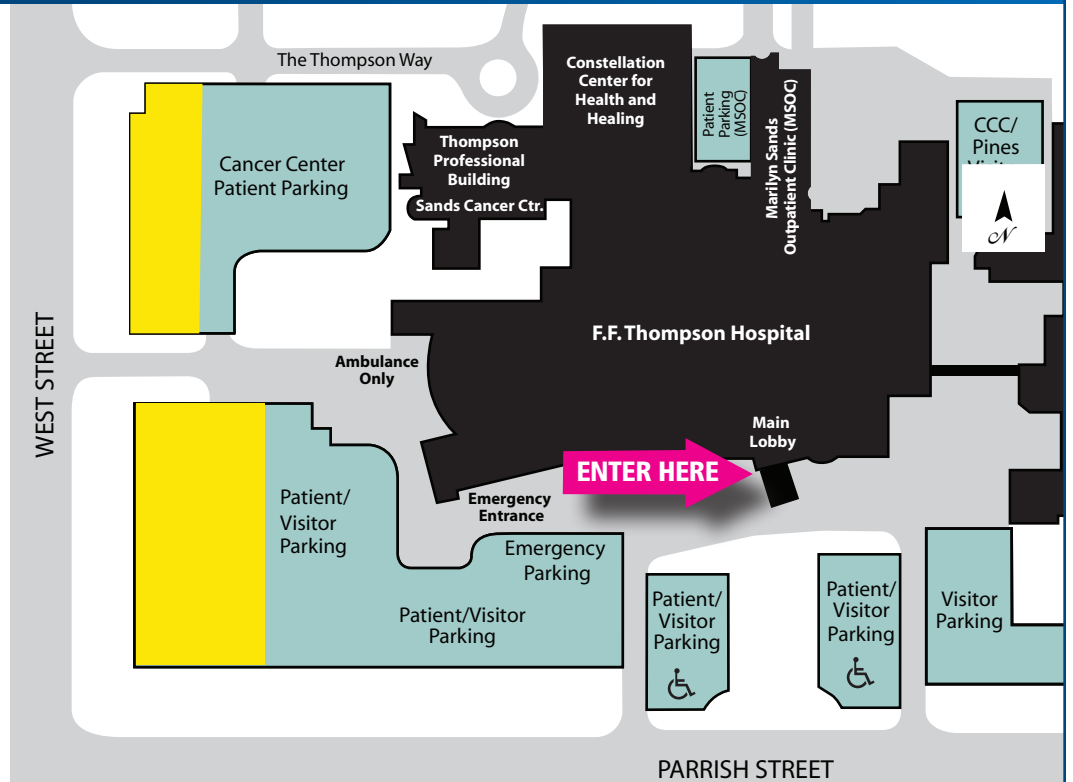 The Thompson Way
Constellation
Center for
Health and
Healing
Patient
Parking
(MSOC)
Marilyn Sands
Outpatient Clinic (MSOC)
CCC/
Pines
Cancer Center
Patient Parking
Thompson
Professional
Building
Sands Cancer Ctr.
N
WEST STREET
F.F. Thompson Hospital
Ambulance
Only
Main
Lobby
ENTER HERE
Emergency
Entrance
Patient/
Visitor
Parking
Emergency
Parking
Patient/Visitor
Parking
Patient/
Visitor
Parking
Patient/
Visitor
Parking
Visitor
Parking
PARRISH STREET